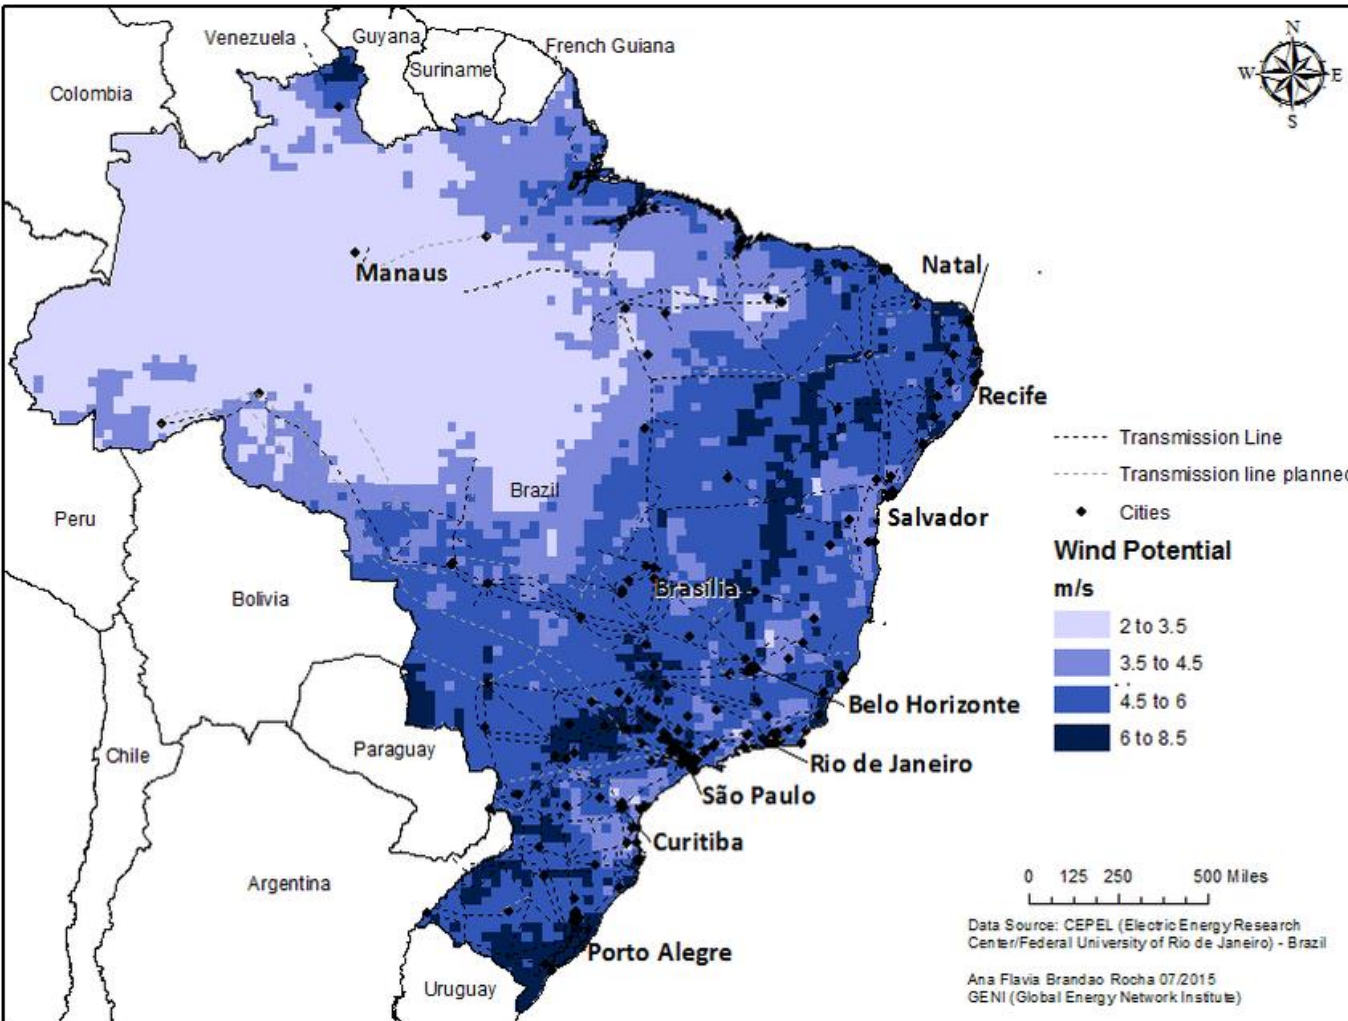 N
W E
S
Venezuela
Guyana
French Guiana
Suriname
Colombia
Manaus
Natal
Recife
Transmission Line
Transmission line planned
Cities
Wind Potential
m/s
2 to 3.5
3.5 to 4.5
4.5 to 6
6 to 8.5
Brazil
Peru
Salvador
Bolivia
Brasília
Belo Horizonte
Chile
Paraguay
Rio de Janeiro
São Paulo
Curitiba
Argentina
Porto Alegre
Uruguay
0 125 250 500 Miles
Data Source: CEPEL (Electric Energy Research
Center/Federal University of Rio de Janeiro) - Brazil
Ana Flavia Brandao Rocha 07/2015
GENI (Global Energy Network Institute)